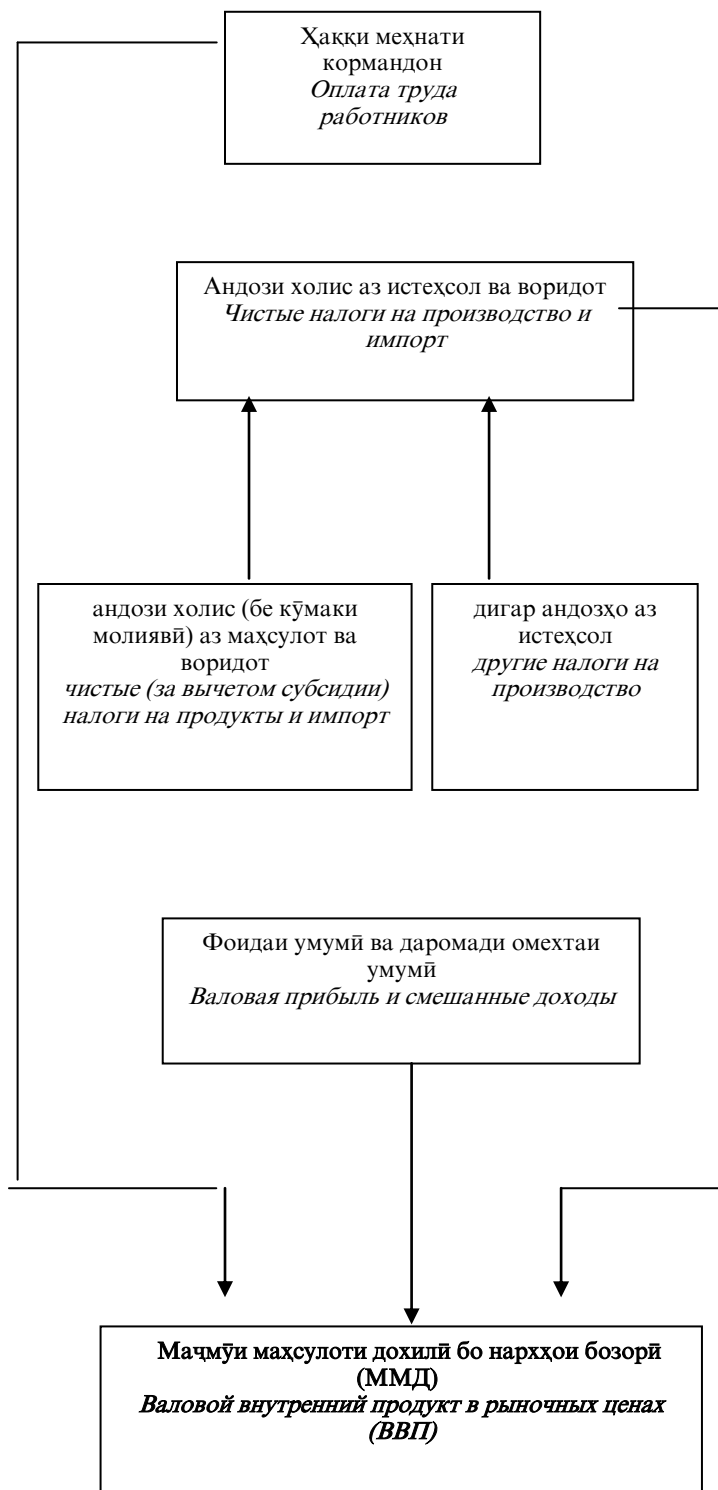 Ҳаққи меҳнати
кормандон
Оплата труда
работников
Андози холис аз истеҳсол ва воридот
Чистые налоги на производство и
импорт
андози холис (бе кӯмаки
молиявӣ) аз маҳсулот ва
воридот
чистые (за вычетом субсидии)
налоги на продукты и импорт
дигар андозҳо аз
истеҳсол
другие налоги на
производство
Фоидаи умумӣ ва даромади омехтаи
умумӣ
Валовая прибыль и смешанные доходы
Маҷмӯи маҳсулоти дохилӣ бо нархҳои бозорӣ
(ММД)
Валовой внутренний продукт в рыночных ценах
(ВВП)